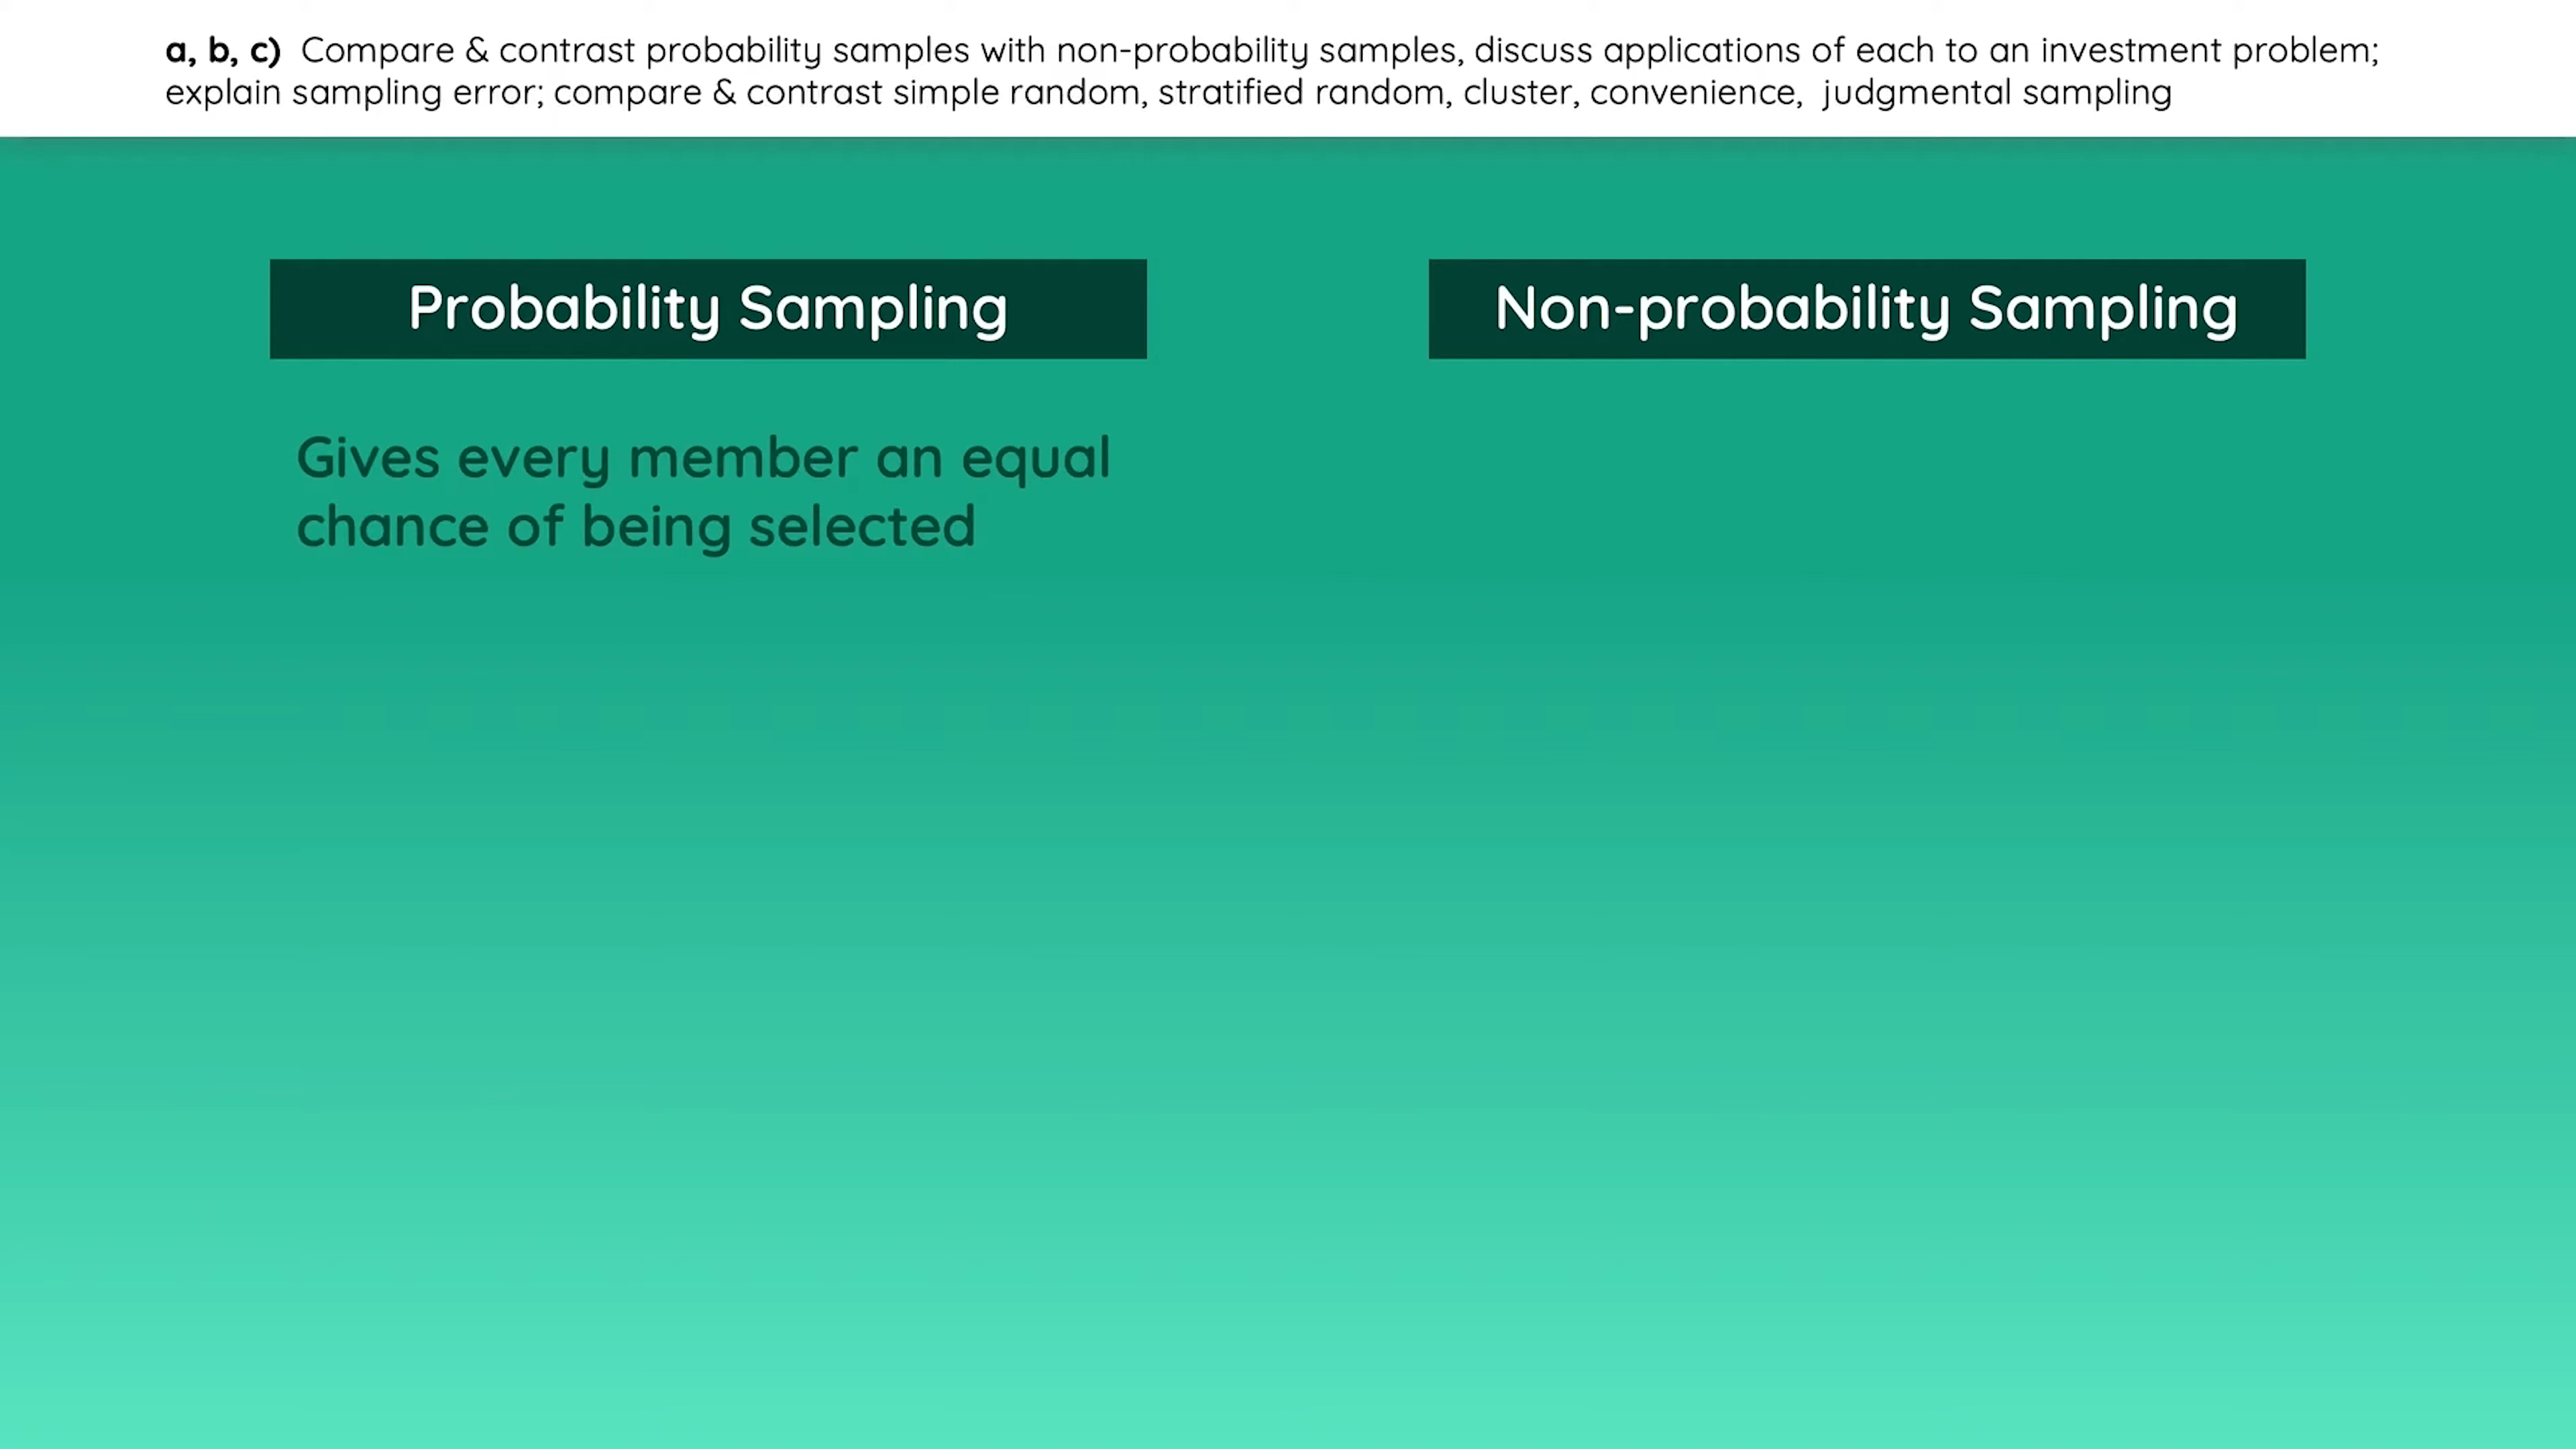 a, b, c) Compare & contrast probability samples with non-probability samples, discuss applications of each to an investment problem;
explain sampling error; compare & contrast simple random, stratified random, cluster, convenience, judgmental sampling
Probability Sampling
Non-probability Sampling
Gives every member an equal
chance of being selected